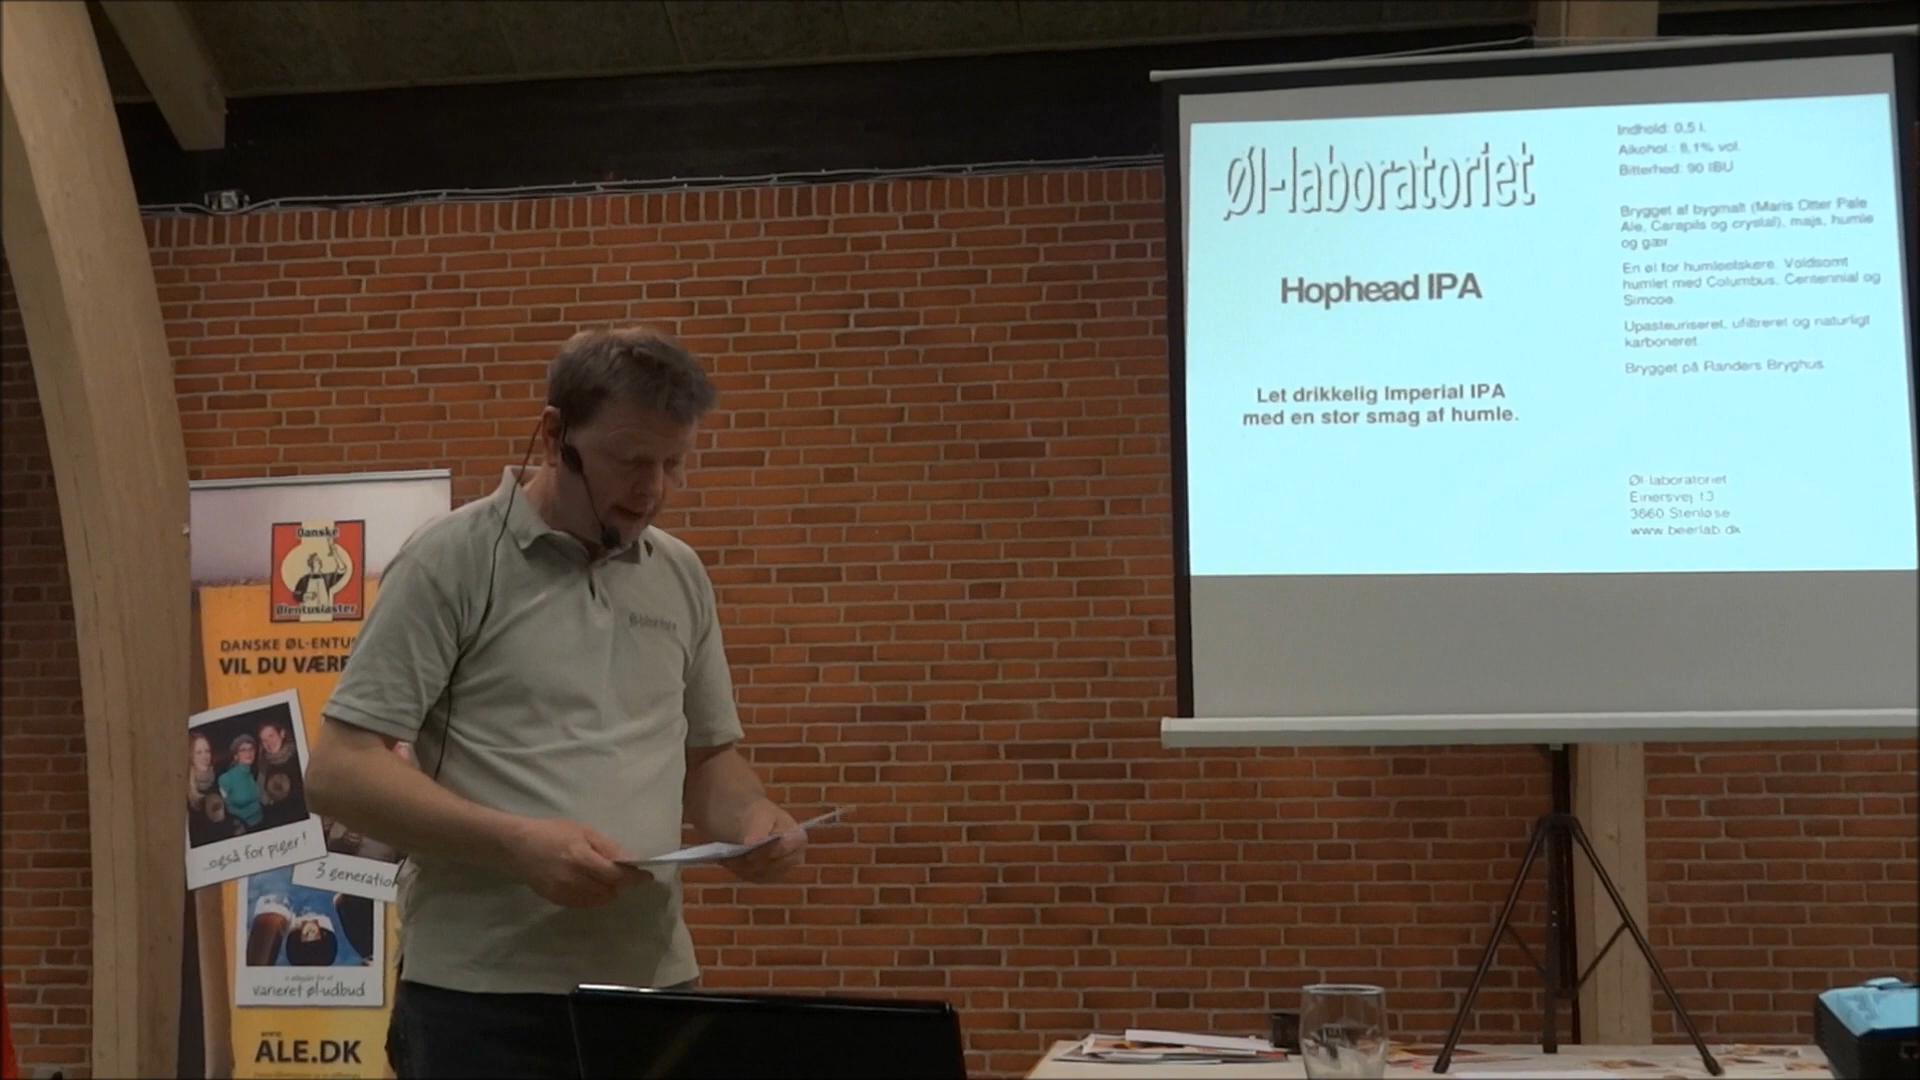 Øl-laboratoriet
Hophead IPA
Let drikkelig Imperial IPA
med en stor smag af humle.
Indhold: 0,5 l.
Alkohol.: 8,1% vol.
Bitterhed: 90 IBU
Brygget af bygmalt (Maris Otter Pale
Ale, Carapils og crystal), majs, humle
og gær
En øl for humleelskere. Voldsomt
humlet med Columbus, Centennial og
Simcoe.
Upasteuriseret, ufiltreret og naturligt
karboneret
Brygget på Randers Bryghus
Øl-laboratoriet
Einersvej 13
3660 Stenløse
www.beerlab.dk
Danske
Ølentusiaster
DANSKE ØL-ENTUS
VIL DU VÆRE
...også for piger!
3 generation
varieret øl-udbud
www.
ALE.DK